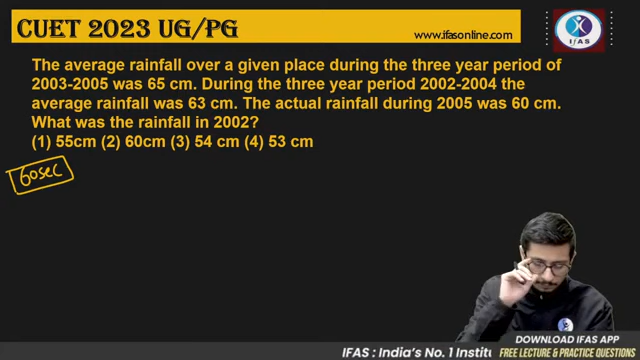 CUET 2023 UG/PG
www.ifasonline.com
iFAS
The average rainfall over a given place during the three year period of
2003-2005 was 65 cm. During the three year period 2002-2004 the
average rainfall was 63 cm. The actual rainfall during 2005 was 60 cm.
What was the rainfall in 2002?
(1) 55cm (2) 60cm (3) 54 cm (4) 53 cm
60sec
DOWNLOAD IFAS APP
IFAS : India's No. 1 Institu
FREE LECTURE & PRACTICE QUESTIONS